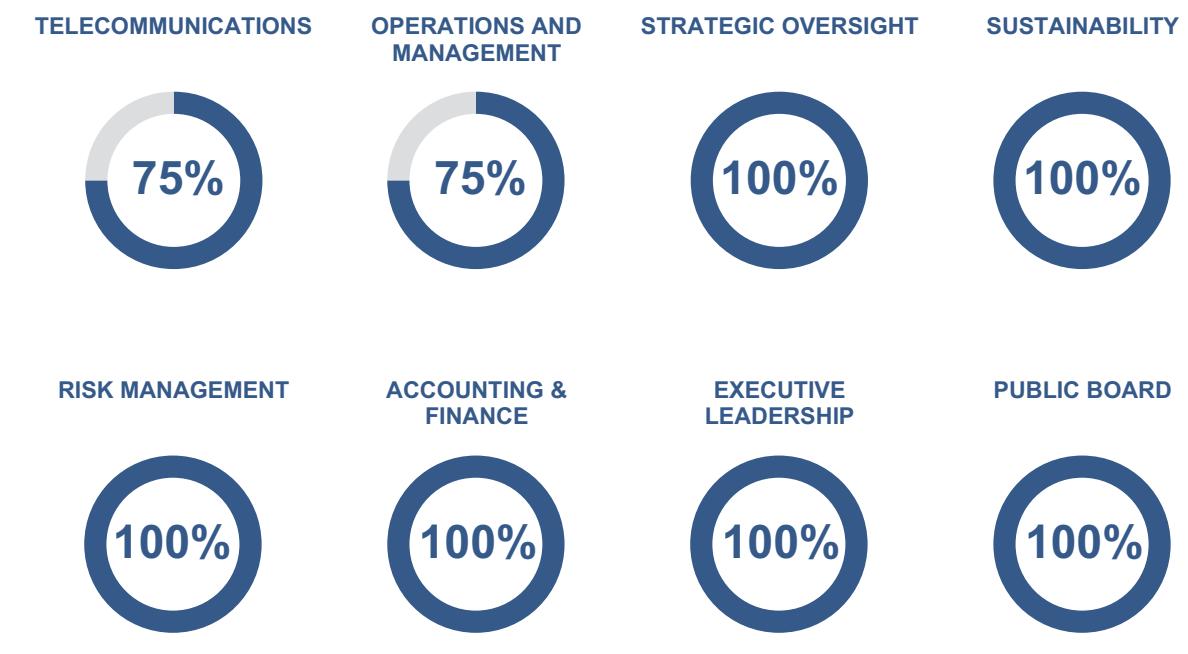 TELECOMMUNICATIONS
OPERATIONS AND
MANAGEMENT
STRATEGIC OVERSIGHT
SUSTAINABILITY
75%
75%
100%
100%
RISK MANAGEMENT
ACCOUNTING &
FINANCE
EXECUTIVE
LEADERSHIP
PUBLIC BOARD
100%
100%
100%
100%